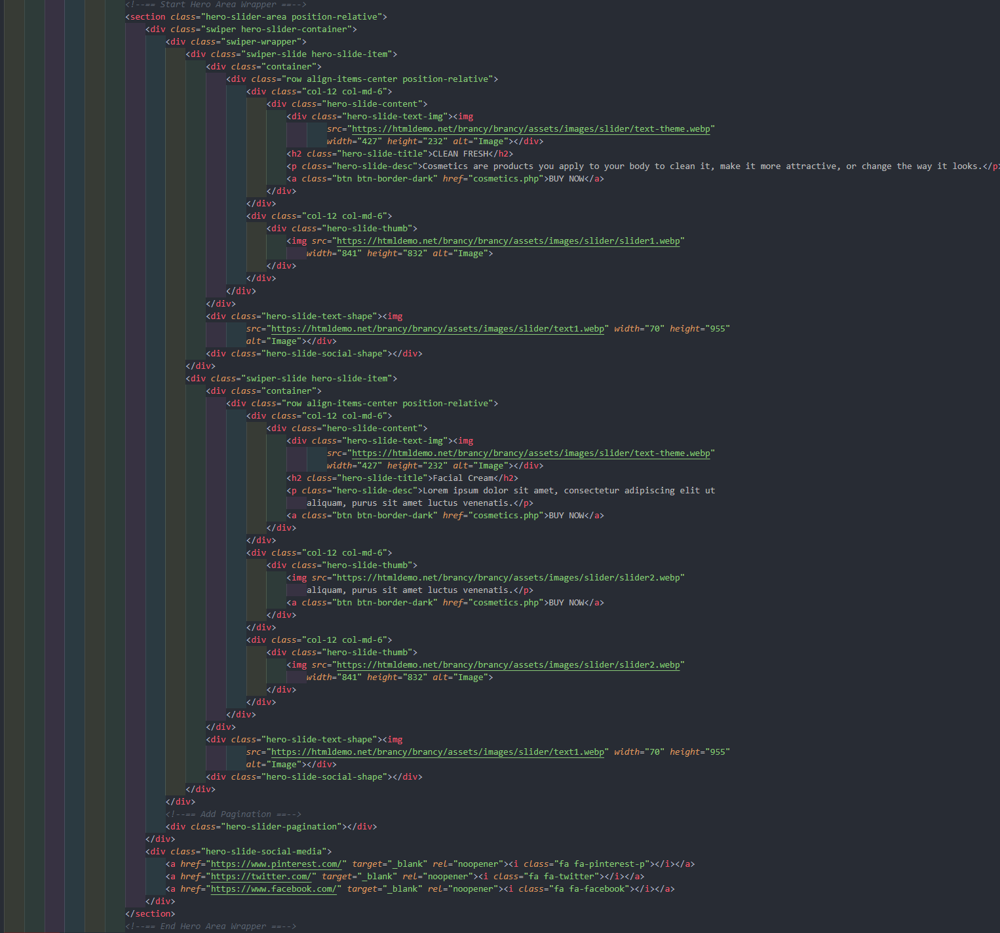 <!--== Start Hero Area Wrapper ==-->
<section class="hero-slider-area position-relative">
<div class="swiper hero-slider-container">
<div class="swiper-wrapper">
<div class="swiper-slide hero-slide-item">
<div class="container">
<div class="row align-items-center position-relative">
<div class="col-12 col-md-6">
<div class="hero-slide-content">
<div class="hero-slide-text-img"><img
src="https://htmldemo.net/brancy/brancy/assets/images/slider/text-theme.webp"
width="427" height="232" alt="Image"></div>
<h2 class="hero-slide-title">CLEAN FRESH</h2>
<p class="hero-slide-desc">Cosmetics are products you apply to your body to clean it, make it more attractive, or change the way it looks.</p>
<a class="btn btn-border-dark" href="cosmetics.php">BUY NOW</a>
</div>
</div>
<div class="col-12 col-md-6">
<div class="hero-slide-thumb">
<img src="https://htmldemo.net/brancy/brancy/assets/images/slider/slider1.webp"
width="841" height="832" alt="Image">
</div>
</div>
</div>
</div>
<div class="hero-slide-text-shape"><img
src="https://htmldemo.net/brancy/brancy/assets/images/slider/text1.webp" width="70" height="955"
alt="Image"></div>
<div class="hero-slide-social-shape"></div>
</div>
<div class="swiper-slide hero-slide-item">
<div class="container">
<div class="row align-items-center position-relative">
<div class="col-12 col-md-6">
<div class="hero-slide-content">
<div class="hero-slide-text-img"><img
src="https://htmldemo.net/brancy/brancy/assets/images/slider/text-theme.webp"
width="427" height="232" alt="Image"></div>
<h2 class="hero-slide-title">Facial Cream</h2>
<p class="hero-slide-desc">Lorem ipsum dolor sit amet, consectetur adipiscing elit ut
aliquam, purus sit amet luctus venenatis.</p>
<a class="btn btn-border-dark" href="cosmetics.php">BUY NOW</a>
</div>
</div>
<div class="col-12 col-md-6">
<div class="hero-slide-thumb">
<img src="https://htmldemo.net/brancy/brancy/assets/images/slider/slider2.webp"
aliquam, purus sit amet luctus venenatis.</p>
<a class="btn btn-border-dark" href="cosmetics.php">BUY NOW</a>
</div>
</div>
<div class="col-12 col-md-6">
<div class="hero-slide-thumb">
<img src="https://htmldemo.net/brancy/brancy/assets/images/slider/slider2.webp"
width="841" height="832" alt="Image">
</div>
</div>
</div>
</div>
<div class="hero-slide-text-shape"><img
src="https://htmldemo.net/brancy/brancy/assets/images/slider/text1.webp" width="70" height="955"
alt="Image"></div>
<div class="hero-slide-social-shape"></div>
</div>
</div>
<!--== Add Pagination ==-->
<div class="hero-slider-pagination"></div>
</div>
<div class="hero-slide-social-media">
<a href="https://www.pinterest.com/" target="_blank" rel="noopener"><i class="fa fa-pinterest-p"></i></a>
<a href="https://twitter.com/" target="_blank" rel="noopener"><i class="fa fa-twitter"></i></a>
<a href="https://www.facebook.com/" target="_blank" rel="noopener"><i class="fa fa-facebook"></i></a>
</div>
</section>
<!--== End Hero Area Wrapper ==-->